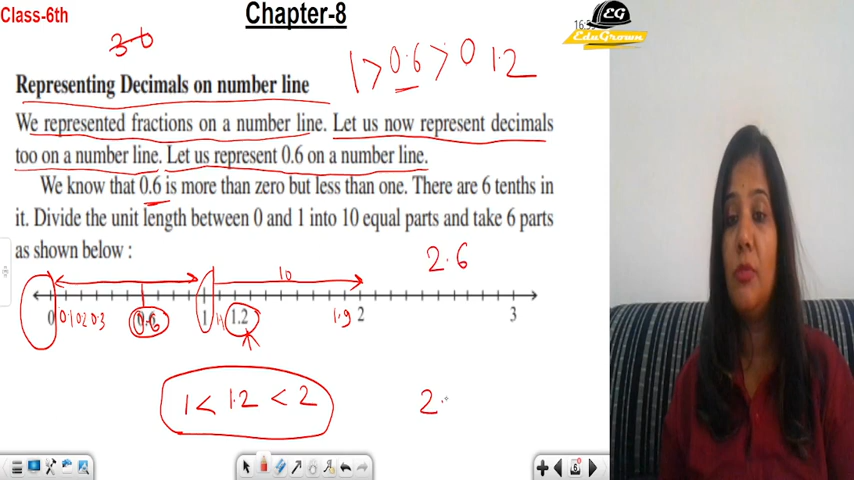 Class-6th
Chapter-8
16:
EG
EduGrown
3.6
1 > 0.6 > 0 1.2
Representing Decimals on number line
We represented fractions on a number line. Let us now represent decimals
too on a number line. Let us represent 0.6 on a number line.
We know that 0.6 is more than zero but less than one. There are 6 tenths in
it. Divide the unit length between 0 and 1 into 10 equal parts and take 6 parts
as shown below :
2.6
10
0 0.1 0.2 0.3 0.6 1 1.2 1.9 2 3
1 < 1.2 < 2
2.